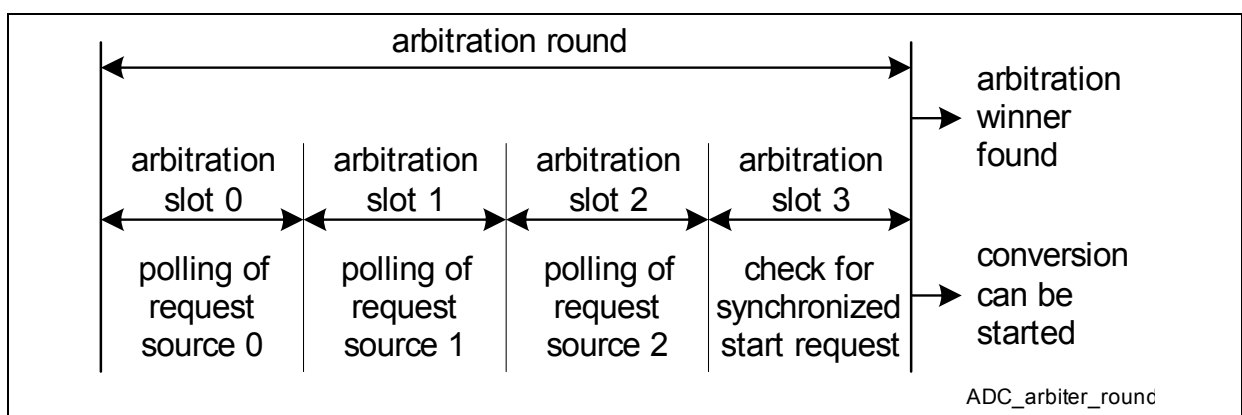 arbitration round
arbitration
winner
found
arbitration
slot 0
arbitration
slot 1
arbitration
slot 2
arbitration
slot 3
polling of
request
source 0
polling of
request
source 1
polling of
request
source 2
check for
synchronized
start request
conversion
can be
started
ADC_arbiter_round